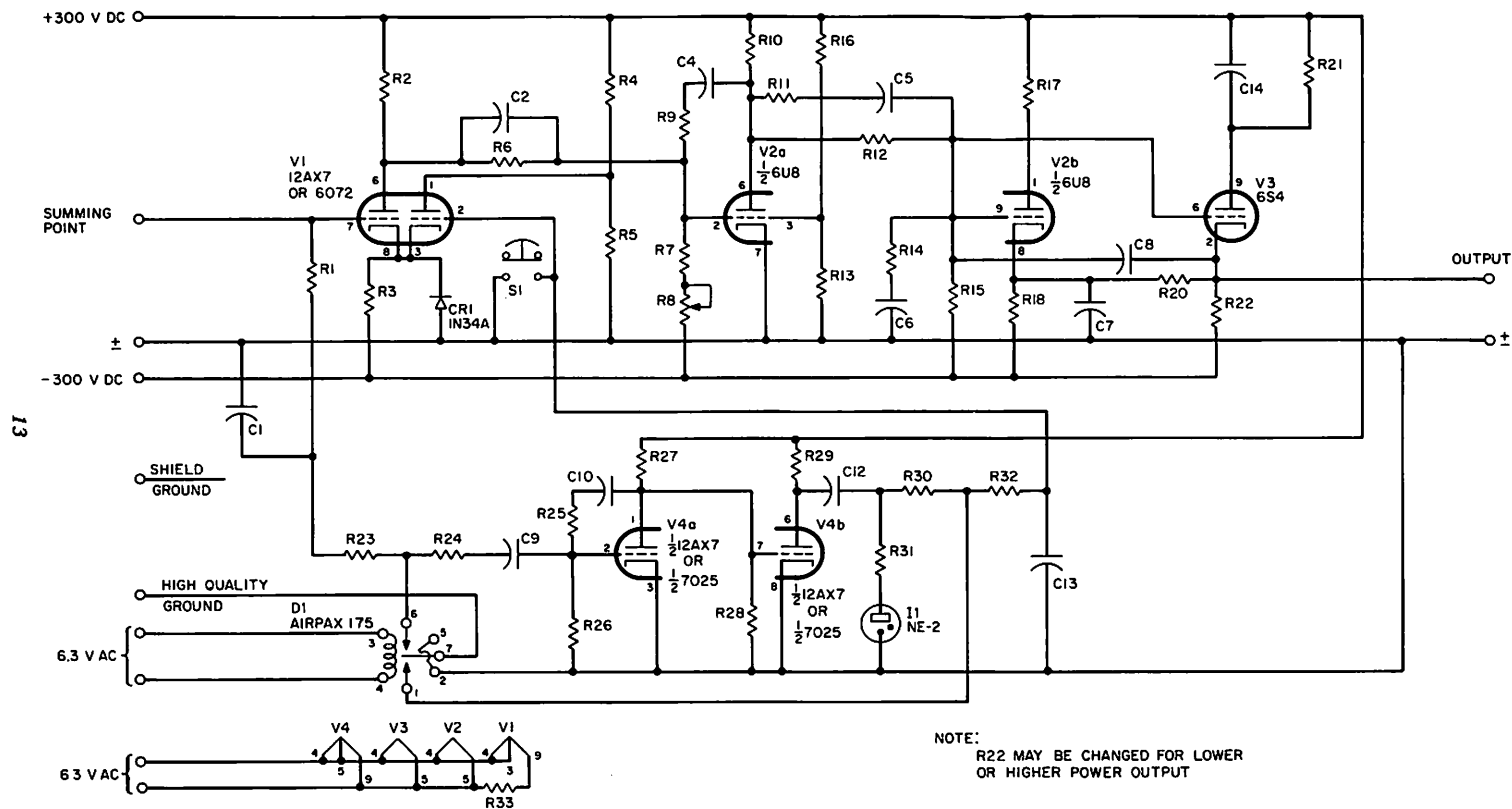 +300 V DC
R10
R16
R2
R4
C4
R11
C5
R17
C14
R21
C2
R9
R6
R12
V1
12AX7
OR 6072
V2a
1/2 6U8
V2b
1/2 6U8
V3
6S4
6
1
7
2
8
3
6
2
3
7
1
9
8
9
6
2
SUMMING
POINT
R1
R3
CR1
1N34A
S1
R5
R7
R8
R13
R14
C6
R15
R18
C7
C8
R20
R22
OUTPUT
±
±
-300 V DC
C1
13
SHIELD
GROUND
R27
R29
C10
C12
R30
R32
R25
V4a
1/2 12AX7
OR
1/2 7025
V4b
1/2 12AX7
OR
1/2 7025
1
2
3
6
7
8
R23
R24
C9
R31
C13
R26
R28
I1
NE-2
HIGH QUALITY
GROUND
D1
AIRPAX 175
6
5
7
3
2
4
1
6.3 V AC
V4
V3
V2
V1
4
4
4
4
9
5
3
9
5
5
R33
6 3 V AC
NOTE:
R22 MAY BE CHANGED FOR LOWER
OR HIGHER POWER OUTPUT